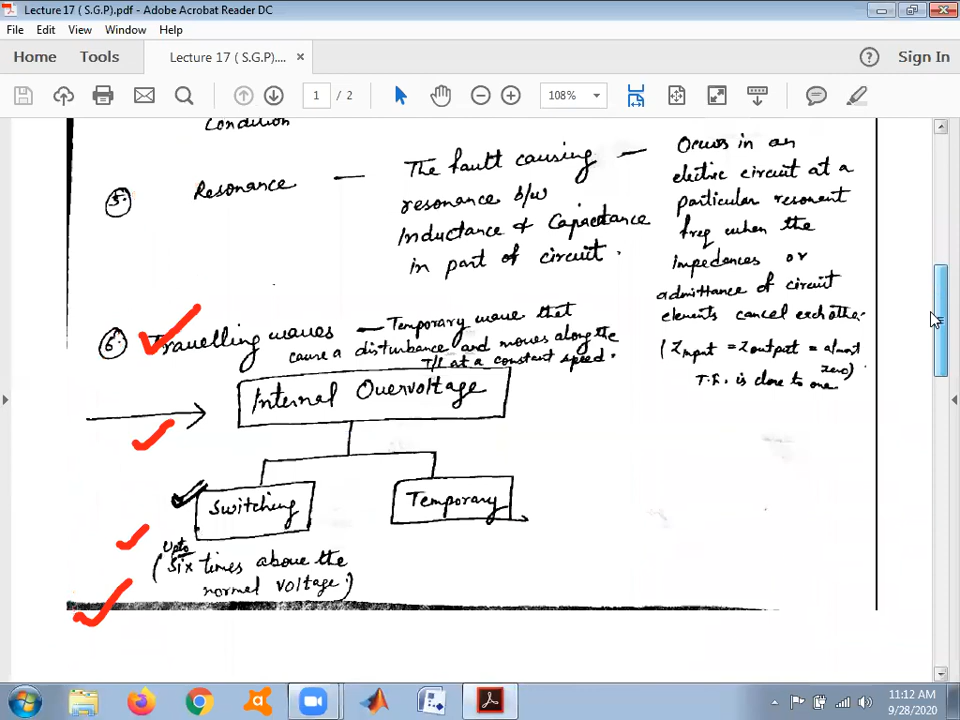 Lecture 17 ( S.G.P).pdf - Adobe Acrobat Reader DC
File Edit View Window Help
Home Tools Lecture 17 ( S.G.P).... × Sign In
1 / 2 108%
Condition
5. Resonance — The fault causing —
resonance b/w
Inductance & Capacitance
in part of circuit.
Occurs in an
electric circuit at a
particular resonent
freq when the
impedences or
admittance of circuit
elements cancel each other.
( Zinput = Zoutput = almost
zero)
T.F. is close to one
6. Travelling waves — Temporary wave that
cause a disturbance and moves along the
T/L at a constant speed.
Internal Overvoltage
Switching Temporary
(Upto
Six times above the
normal voltage)
11:12 AM
9/28/2020